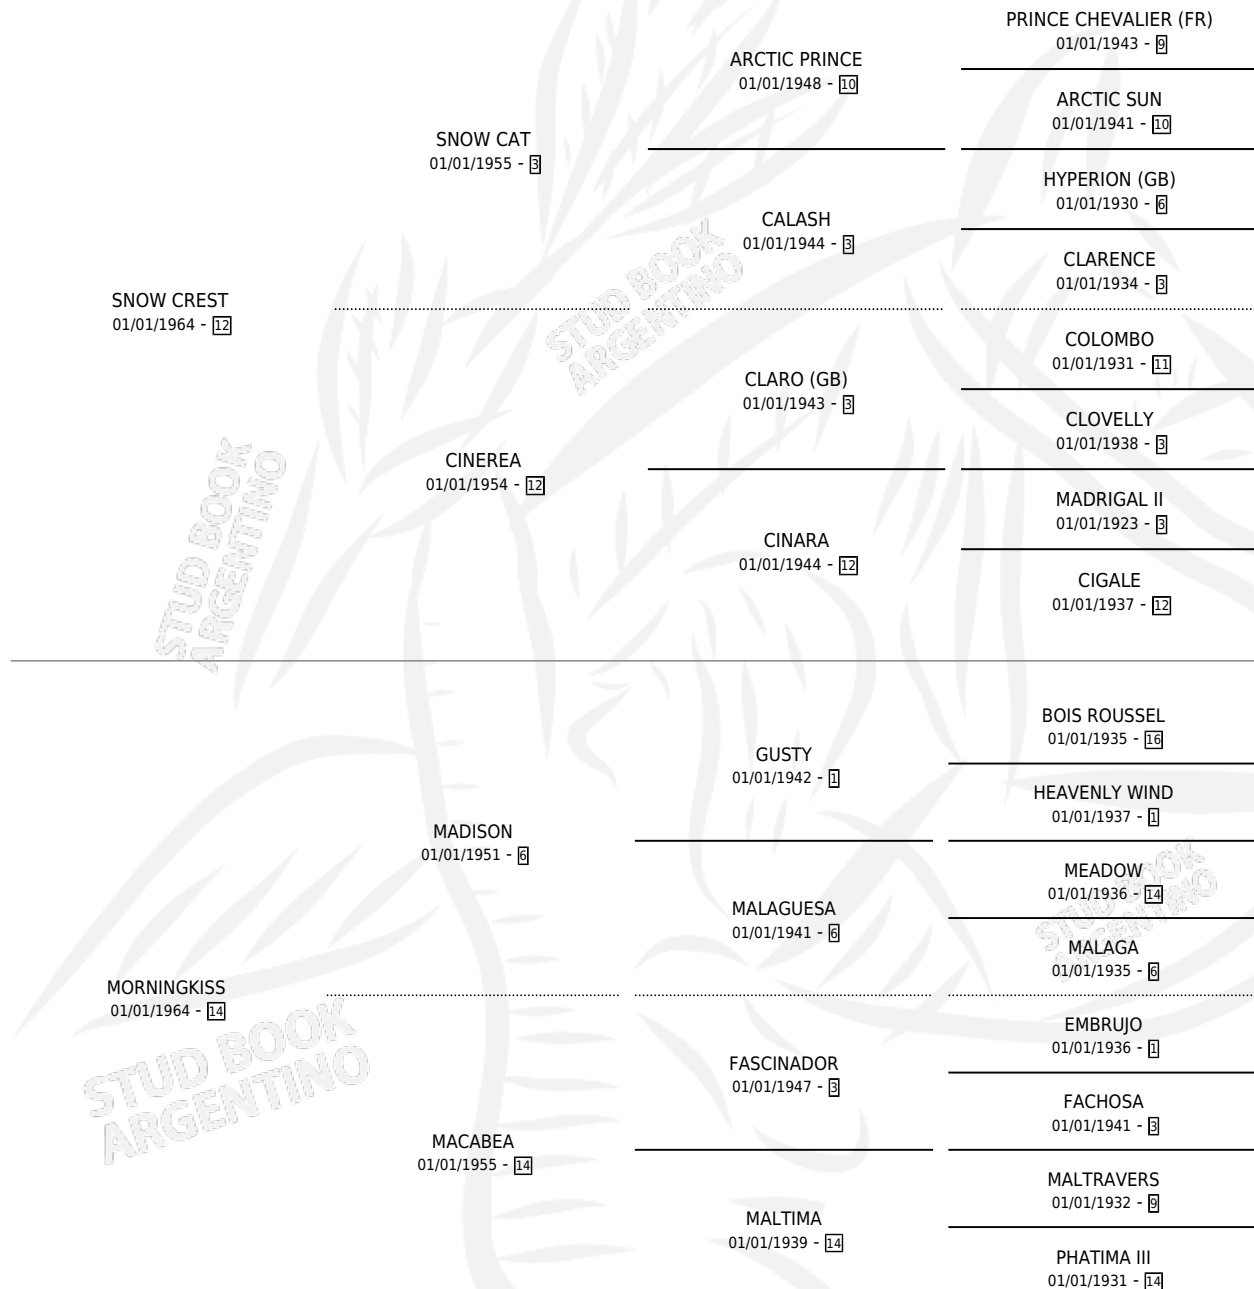 PRINCE CHEVALIER (FR)
01/01/1943 - 9
ARCTIC PRINCE
01/01/1948 - 10
ARCTIC SUN
01/01/1941 - 10
SNOW CAT
01/01/1955 - 3
HYPERION (GB)
01/01/1930 - 6
CALASH
01/01/1944 - 3
CLARENCE
01/01/1934 - 3
SNOW CREST
01/01/1964 - 12
COLOMBO
01/01/1931 - 11
CLARO (GB)
01/01/1943 - 3
CLOVELLY
01/01/1938 - 3
CINEREA
01/01/1954 - 12
MADRIGAL II
01/01/1923 - 3
CINARA
01/01/1944 - 12
CIGALE
01/01/1937 - 12
BOIS ROUSSEL
01/01/1935 - 16
GUSTY
01/01/1942 - 1
HEAVENLY WIND
01/01/1937 - 1
MADISON
01/01/1951 - 6
MEADOW
01/01/1936 - 14
MALAGUESA
01/01/1941 - 6
MALAGA
01/01/1935 - 6
MORNINGKISS
01/01/1964 - 14
EMBRUJO
01/01/1936 - 1
FASCINADOR
01/01/1947 - 3
FACHOSA
01/01/1941 - 3
MACABEA
01/01/1955 - 14
MALTRAVERS
01/01/1932 - 9
MALTIMA
01/01/1939 - 14
PHATIMA III
01/01/1931 - 14
STUD BOOK
ARGENTINO
STUD BOOK
ARGENTINO
STUD BOOK
ARGENTINO
STUD BOOK
ARGENTINO